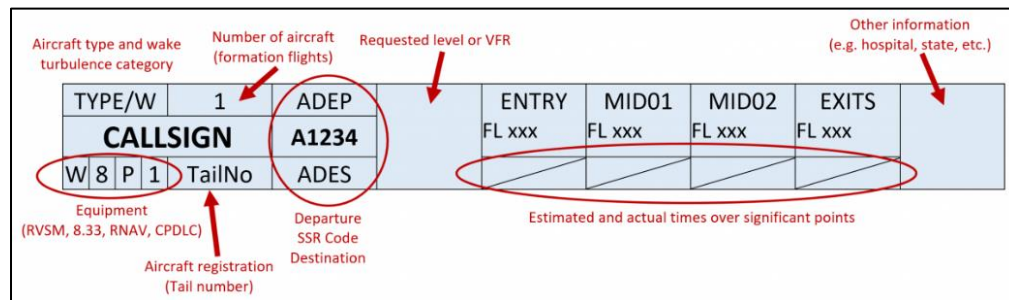 Aircraft type and wake
turbulence category
Number of aircraft
(formation flights)
Requested level or VFR
Other information
(e.g. hospital, state, etc.)
TYPE/W 1 ADEP ENTRY MID01 MID02 EXITS
FL xxx FL xxx FL xxx FL xxx
CALLSIGN A1234
W 8 P 1 TailNo ADES
Equipment
(RVSM, 8.33, RNAV, CPDLC)
Departure
SSR Code
Destination
Estimated and actual times over significant points
Aircraft registration
(Tail number)